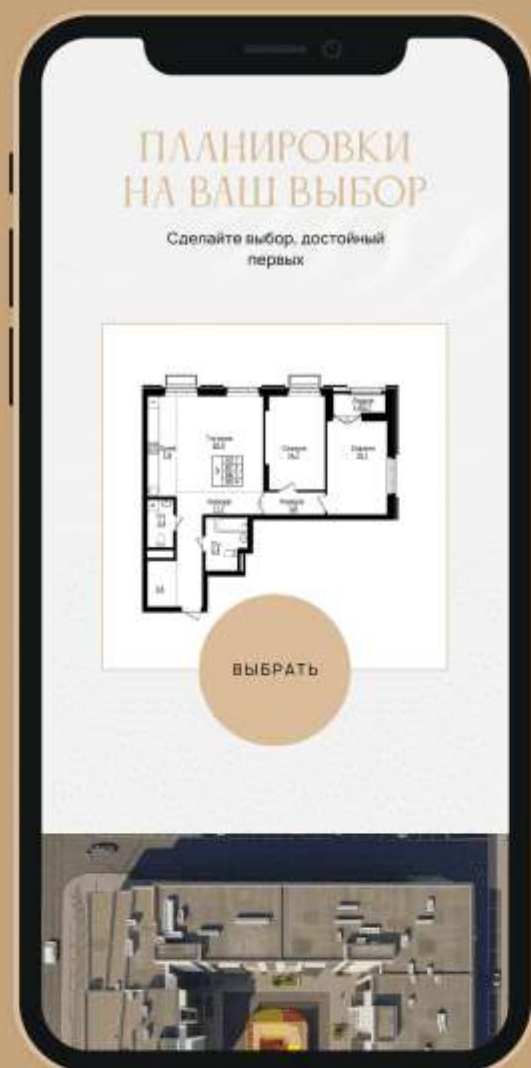 ПЛАНИРОВКИ
НА ВАШ ВЫБОР
Сделайте выбор, достойный
первых
ВЫБРАТЬ